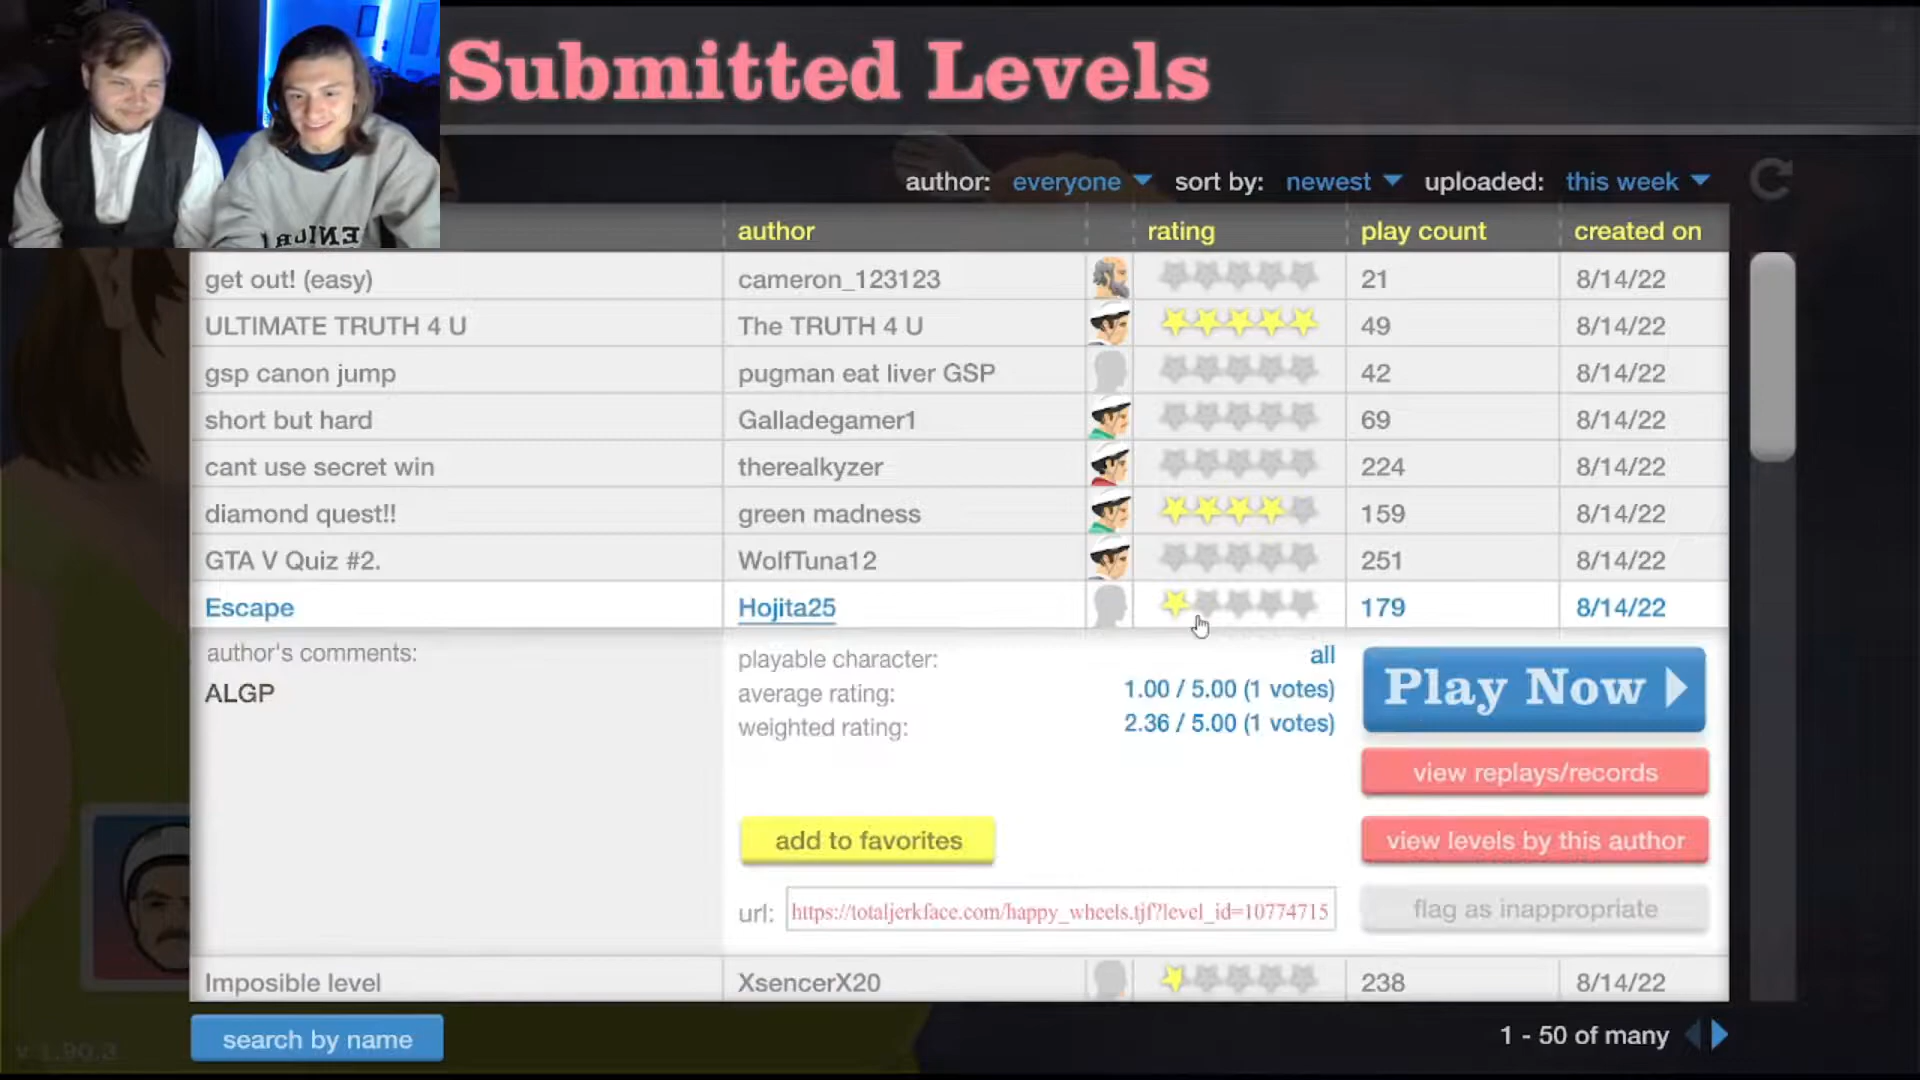 Submitted Levels
author: everyone sort by: newest uploaded: this week
author rating play count created on
get out! (easy) cameron_123123 21 8/14/22
ULTIMATE TRUTH 4 U The TRUTH 4 U 49 8/14/22
gsp canon jump pugman eat liver GSP 42 8/14/22
short but hard Galladegamer1 69 8/14/22
cant use secret win therealkyzer 224 8/14/22
diamond quest!! green madness 159 8/14/22
GTA V Quiz #2. WolfTuna12 251 8/14/22
Escape Hojita25 179 8/14/22
author's comments:
ALGP
playable character: all
average rating: 1.00 / 5.00 (1 votes)
weighted rating: 2.36 / 5.00 (1 votes)
Play Now
view replays/records
add to favorites
view levels by this author
url: https://totaljerkface.com/happy_wheels.tjf?level_id=10774715
flag as inappropriate
Imposible level XsencerX20 238 8/14/22
search by name
1 - 50 of many
v 1.90.3